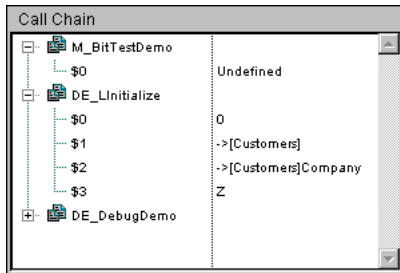 Call Chain
M_BitTestDemo
$0 Undefined
DE_LInitialize
$0 0
$1 ->[Customers]
$2 ->[Customers]Company
$3 Z
DE_DebugDemo